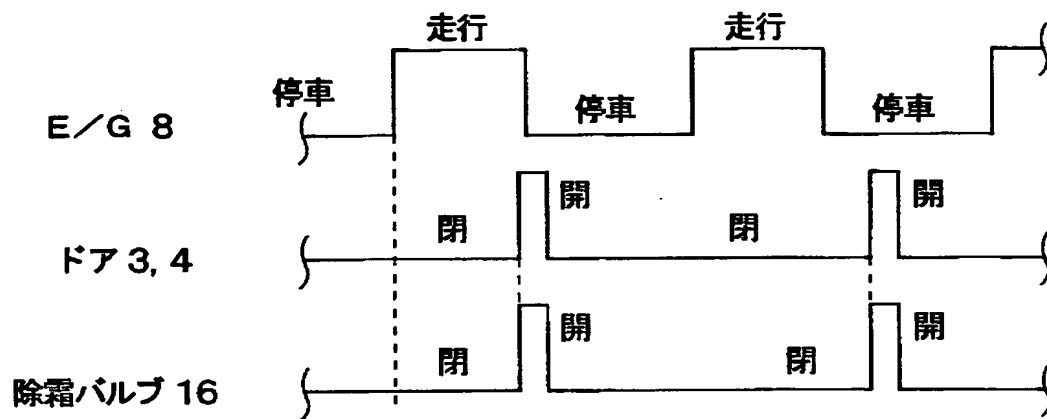 走行 走行
停車 停車 停車
E／G 8
開 開
閉 閉
ドア 3, 4
開 開
閉 閉
除霜バルブ 16